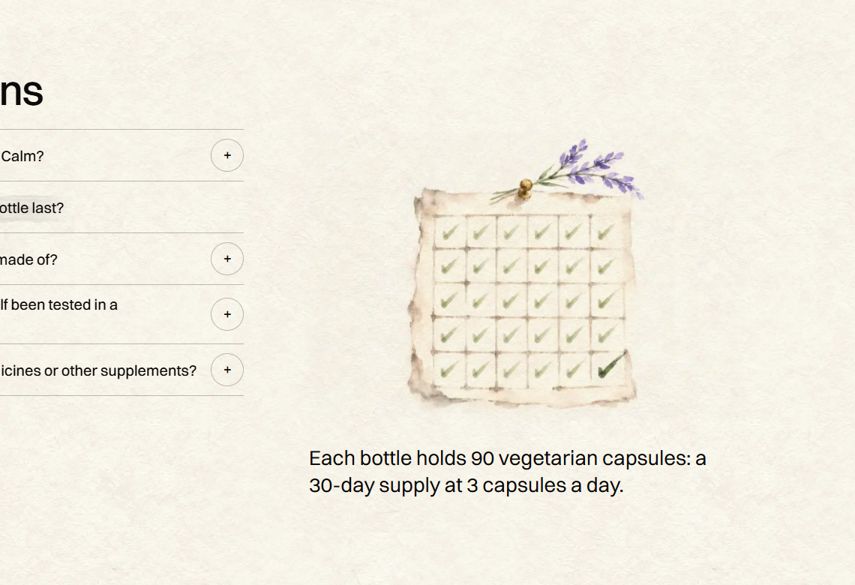 ns
Calm?
+
ottle last?
made of?
+
lf been tested in a
+
icines or other supplements?
+
Each bottle holds 90 vegetarian capsules: a
30-day supply at 3 capsules a day.